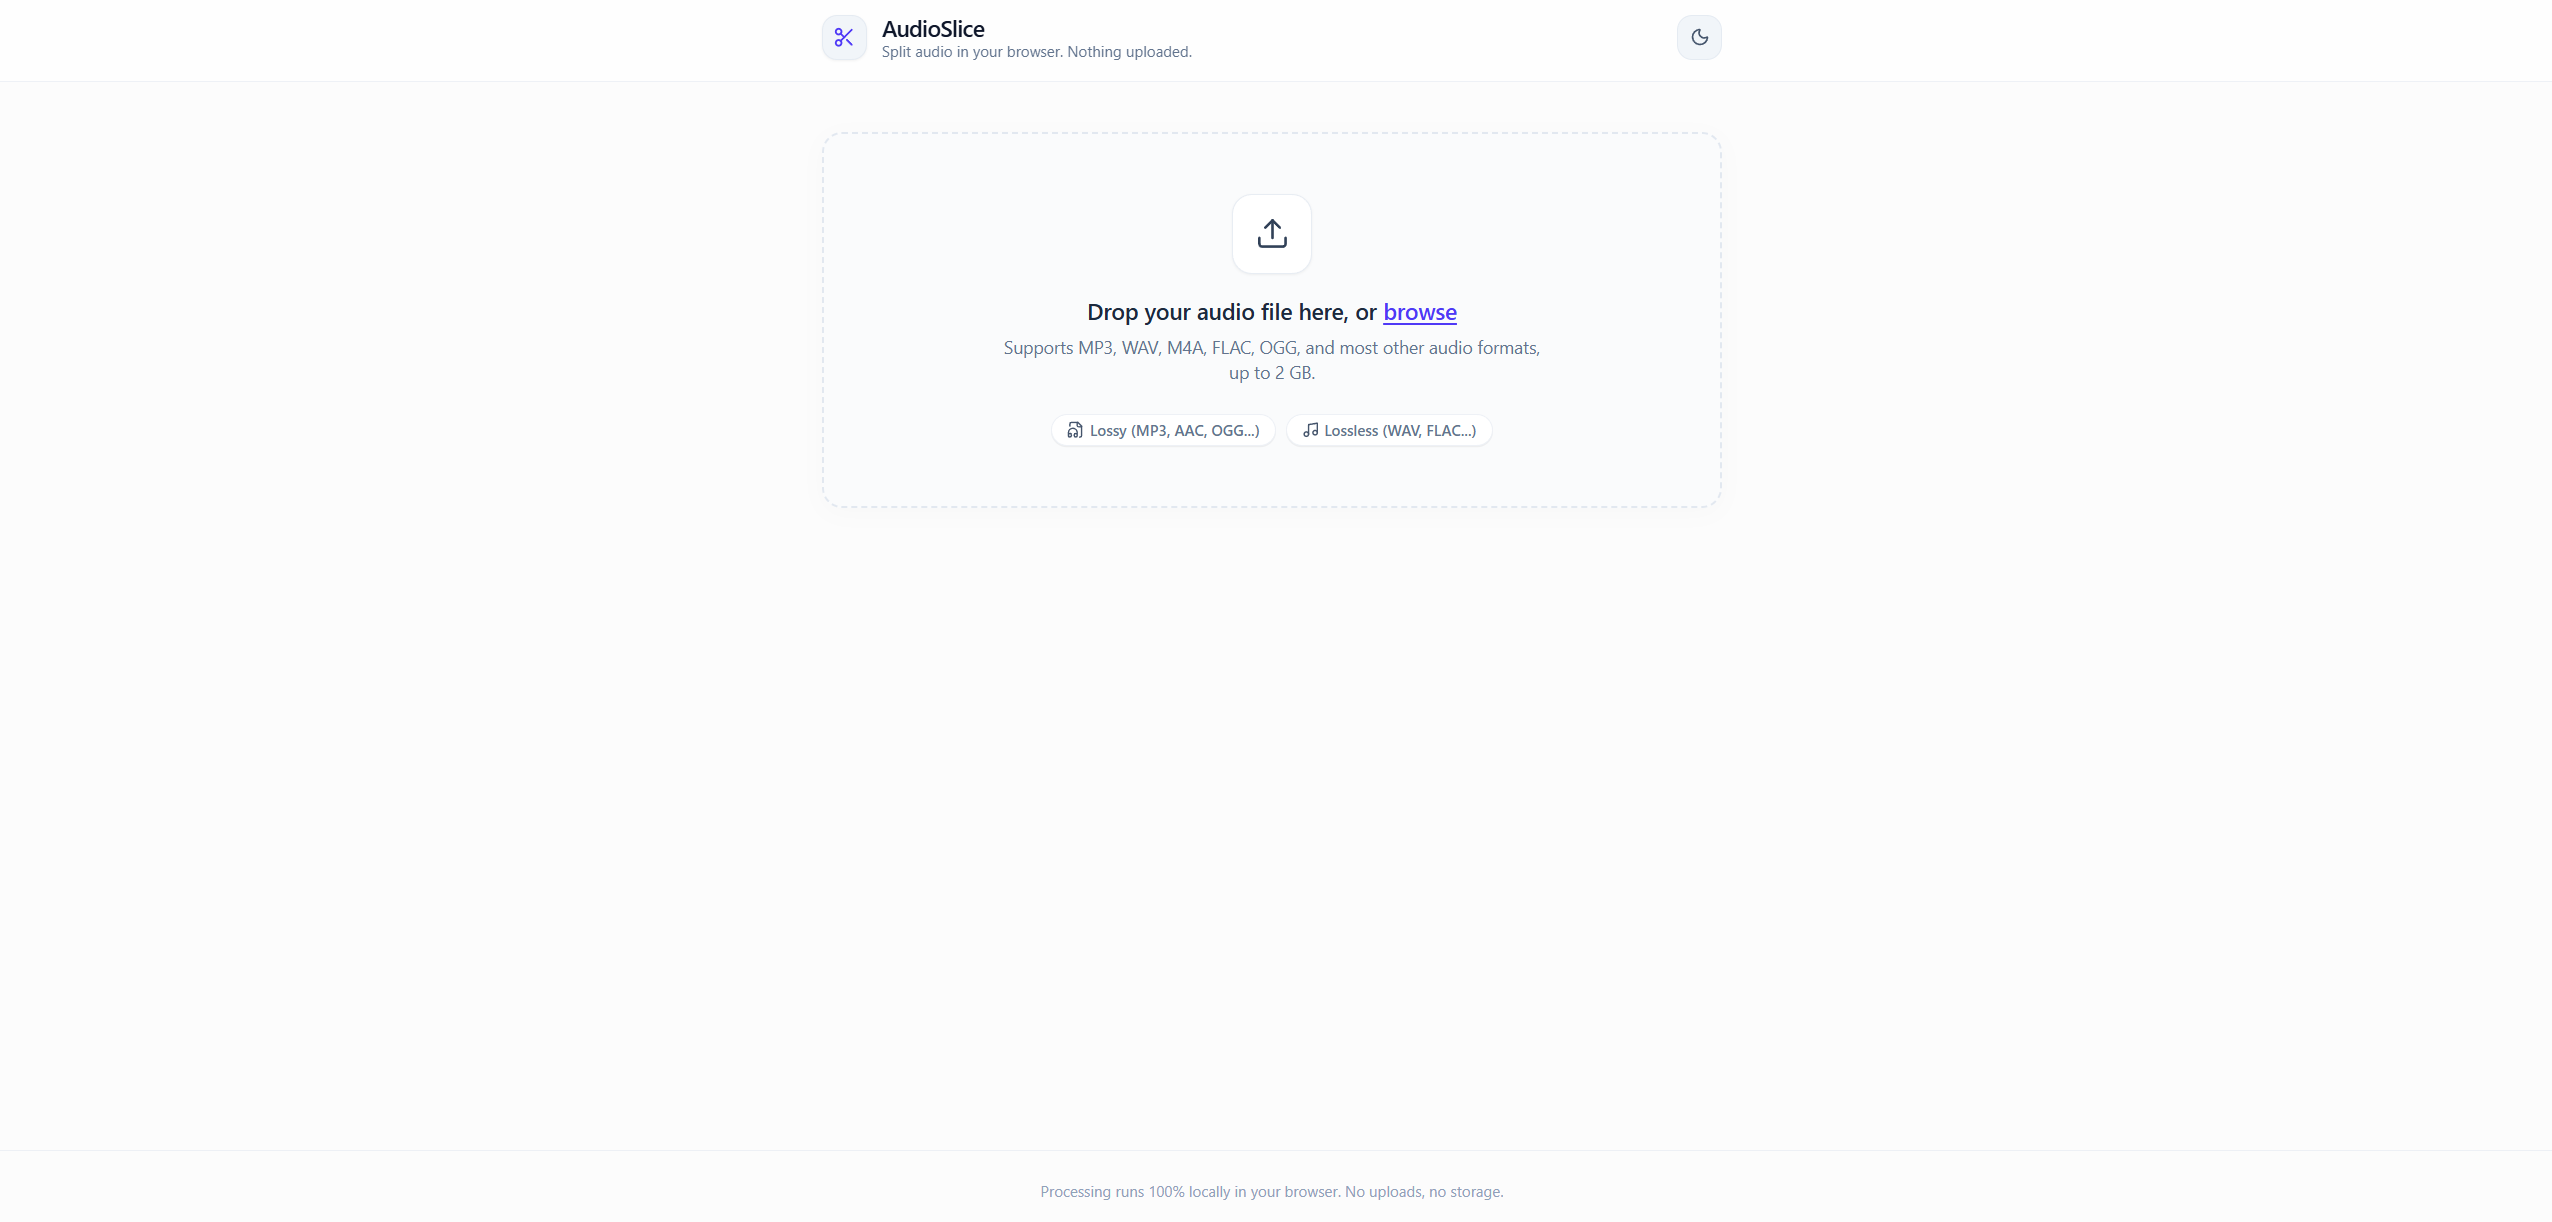 AudioSlice
Split audio in your browser. Nothing uploaded.
Drop your audio file here, or browse
Supports MP3, WAV, M4A, FLAC, OGG, and most other audio formats,
up to 2 GB.
Lossy (MP3, AAC, OGG...)
Lossless (WAV, FLAC...)
Processing runs 100% locally in your browser. No uploads, no storage.